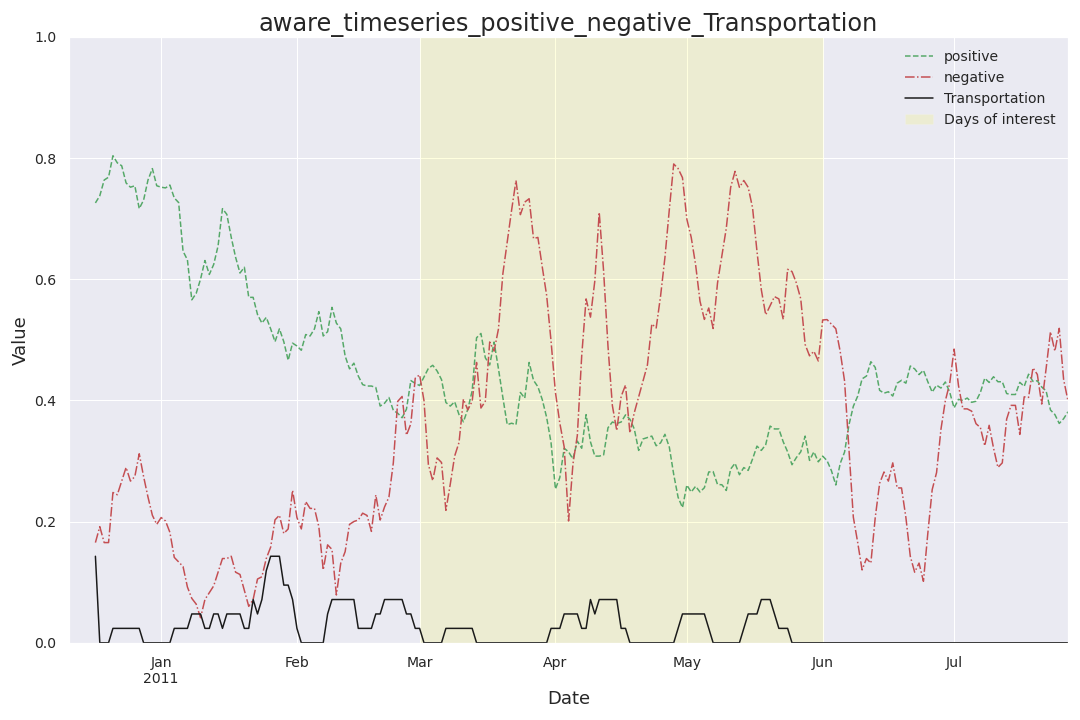 aware_timeseries_positive_negative_Transportation
1.0
0.8
0.6
0.4
0.2
0.0
Value
positive
negative
Transportation
Days of interest
Jan
2011
Feb
Mar
Apr
May
Jun
Jul
Date